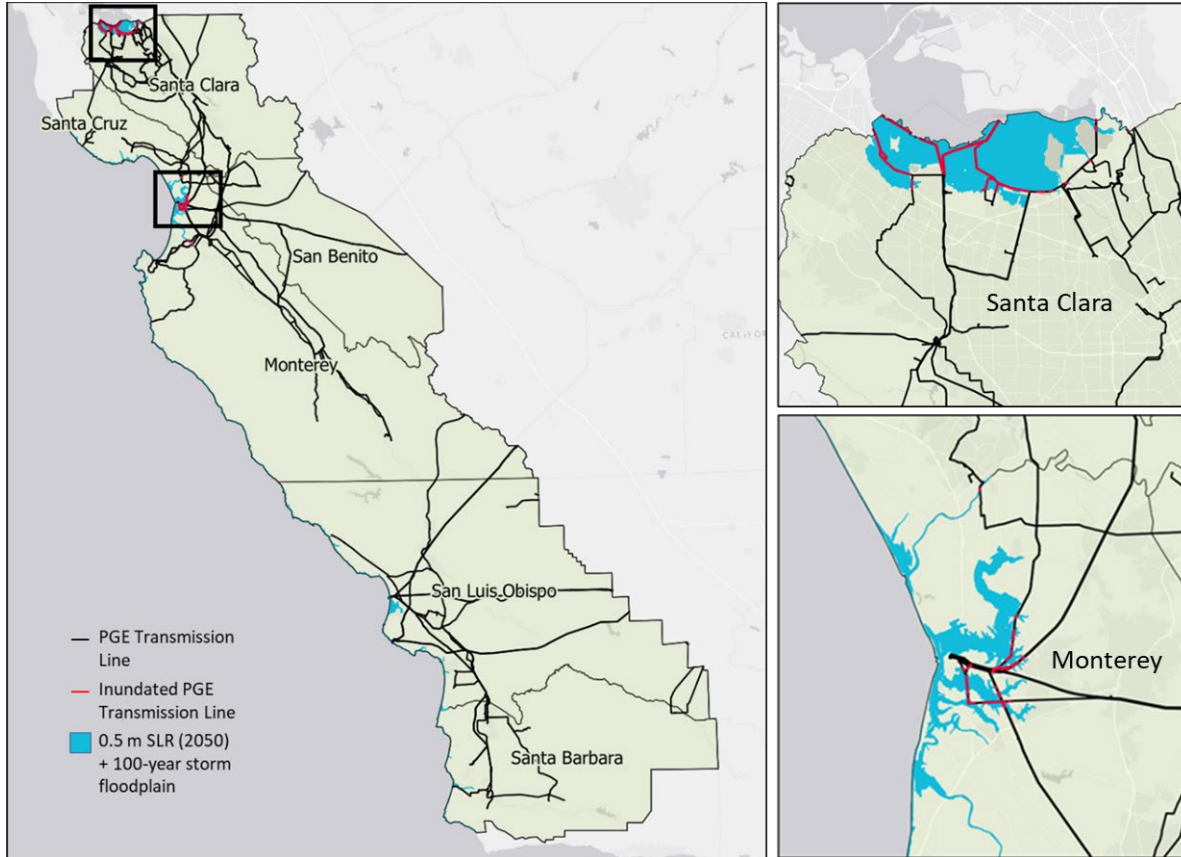 Santa Clara
Santa Cruz
San Benito
Monterey
CALIFOR
San Luis Obispo
Santa Barbara
PGE Transmission
Line
Inundated PGE
Transmission Line
0.5 m SLR (2050)
+ 100-year storm
floodplain
Santa Clara
Monterey